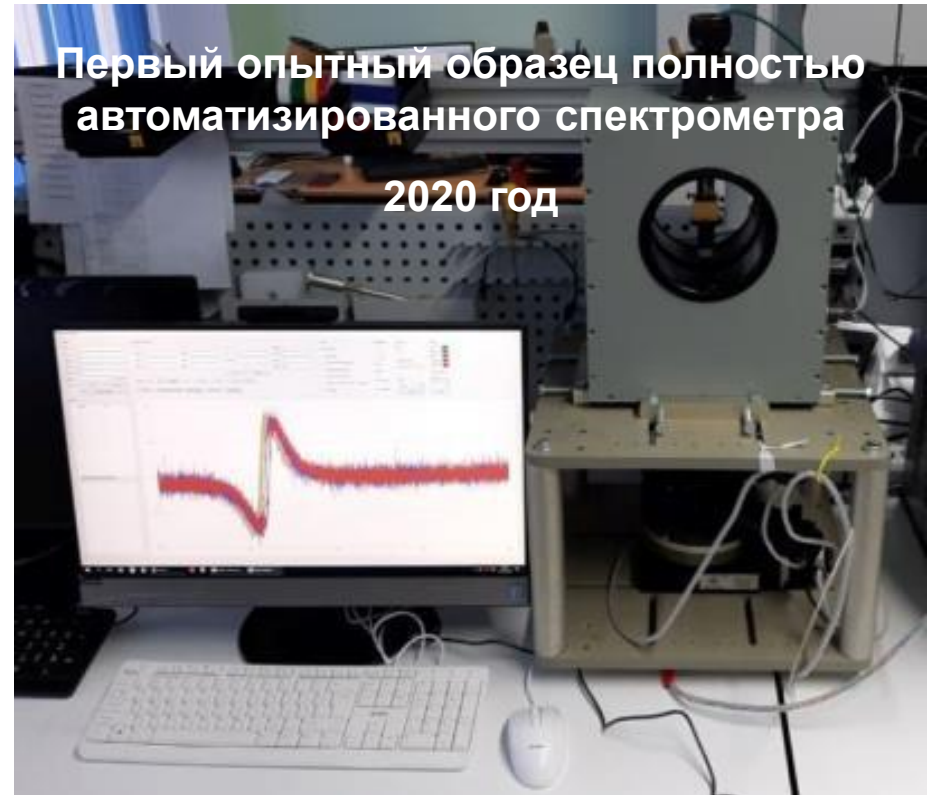 Первый опытный образец полностью
автоматизированного спектрометра
2020 год